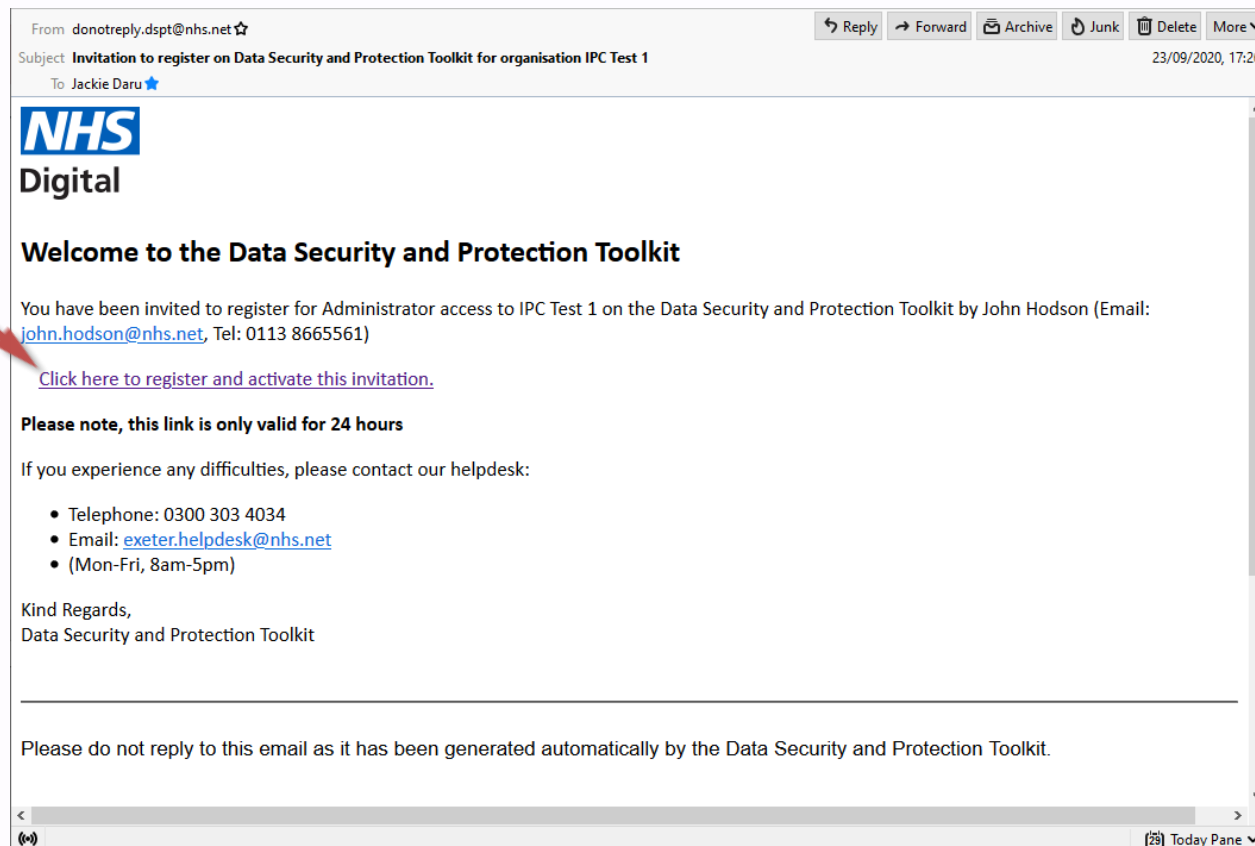 From donotreply.dspt@nhs.net
Reply Forward Archive Junk Delete More
Subject Invitation to register on Data Security and Protection Toolkit for organisation IPC Test 1
23/09/2020, 17:20
To Jackie Daru
NHS
Digital
Welcome to the Data Security and Protection Toolkit
You have been invited to register for Administrator access to IPC Test 1 on the Data Security and Protection Toolkit by John Hodson (Email:
john.hodson@nhs.net, Tel: 0113 8665561)
Click here to register and activate this invitation.
Please note, this link is only valid for 24 hours
If you experience any difficulties, please contact our helpdesk:
• Telephone: 0300 303 4034
• Email: exeter.helpdesk@nhs.net
• (Mon-Fri, 8am-5pm)
Kind Regards,
Data Security and Protection Toolkit
Please do not reply to this email as it has been generated automatically by the Data Security and Protection Toolkit.
29 Today Pane